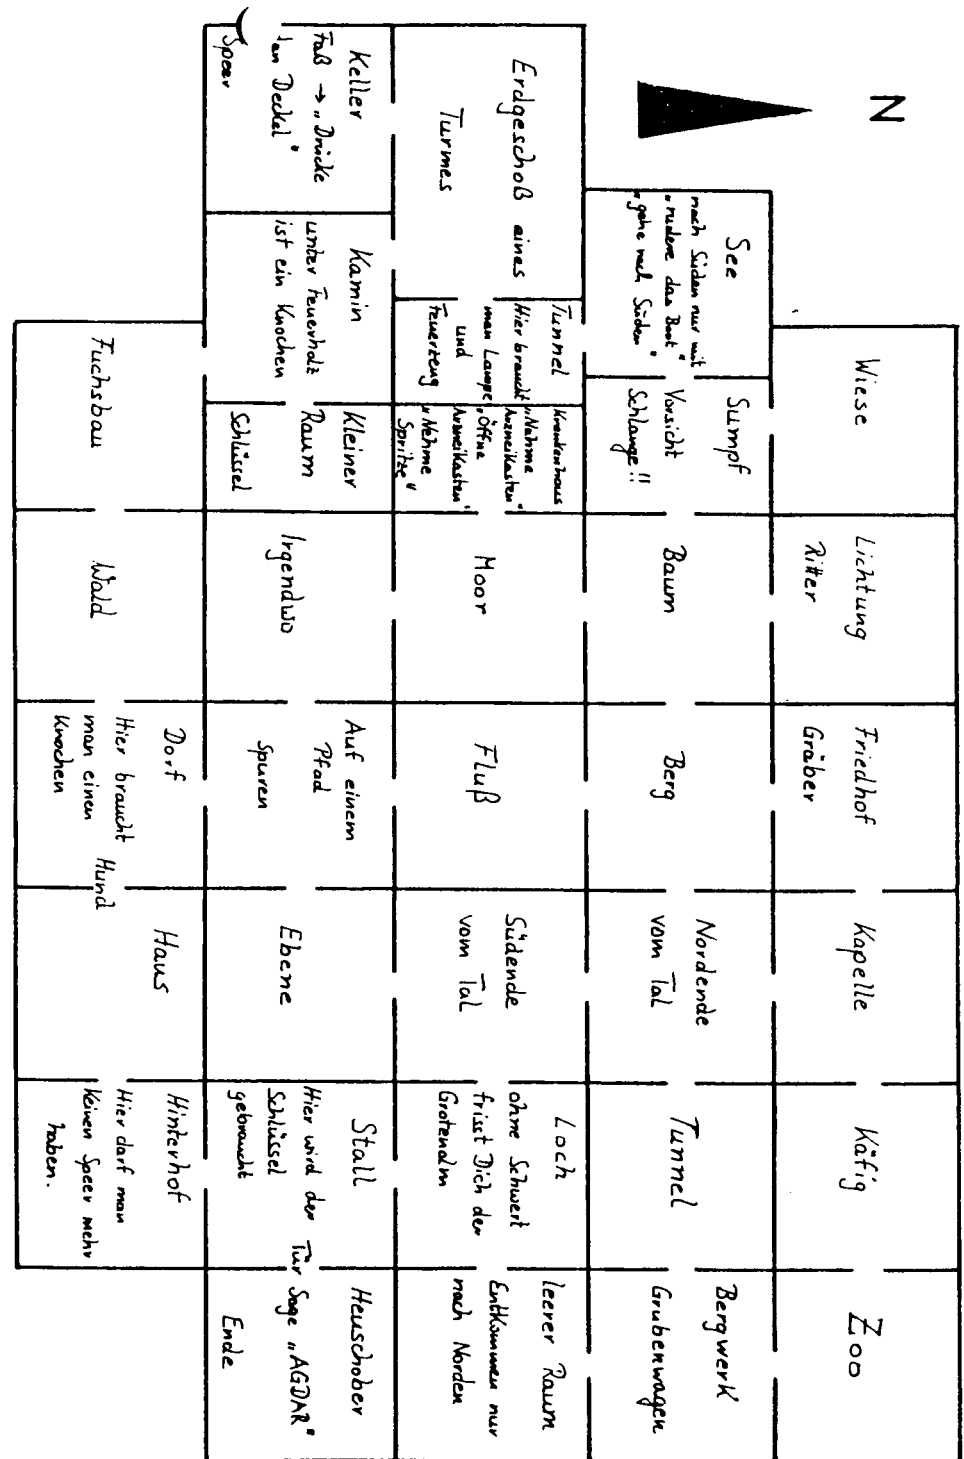 N
Wiese
Lichtung
Ritter
Friedhof
Gräber
Kapelle
Käfig
Zoo
See
nach Süden nur mit
"rudere das Boot"
"gehe nach Süden"
Sumpf
Vorsicht
Schlange!!
Baum
Berg
Nordende
vom Tal
Tunnel
Bergwerk
Grubenwagen
Erdgeschoß eines
Turmes
Tunnel
Hier braucht
man Lampe
und
Feuerzeug
Krankenhaus
"Nehme
Arzneikasten"
"Öffne
Arzneikasten"
"Nehme
Spritze"
Moor
Fluß
Südende
vom Tal
Loch
ohne Schwert
frisst Dich der
leerer Raum
Entkommen nur
nach Norden
Keller
Faß → "Drücke
den Deckel"
Speer
Kamin
unter Feuerholz
ist ein Knochen
Kleiner
Raum
Schlüssel
Irgendwo
Auf einem
Pfad
Spuren
Ebene
Stall
Hier wird der
Schlüssel
gebraucht
Tür
Heuschober
Sage "AGDAR"
Ende
Fuchsbau
Wald
Dorf
Hier braucht
man einen
Knochen
Hund
Haus
Hinterhof
Hier darf man
keinen Speer mehr
haben.